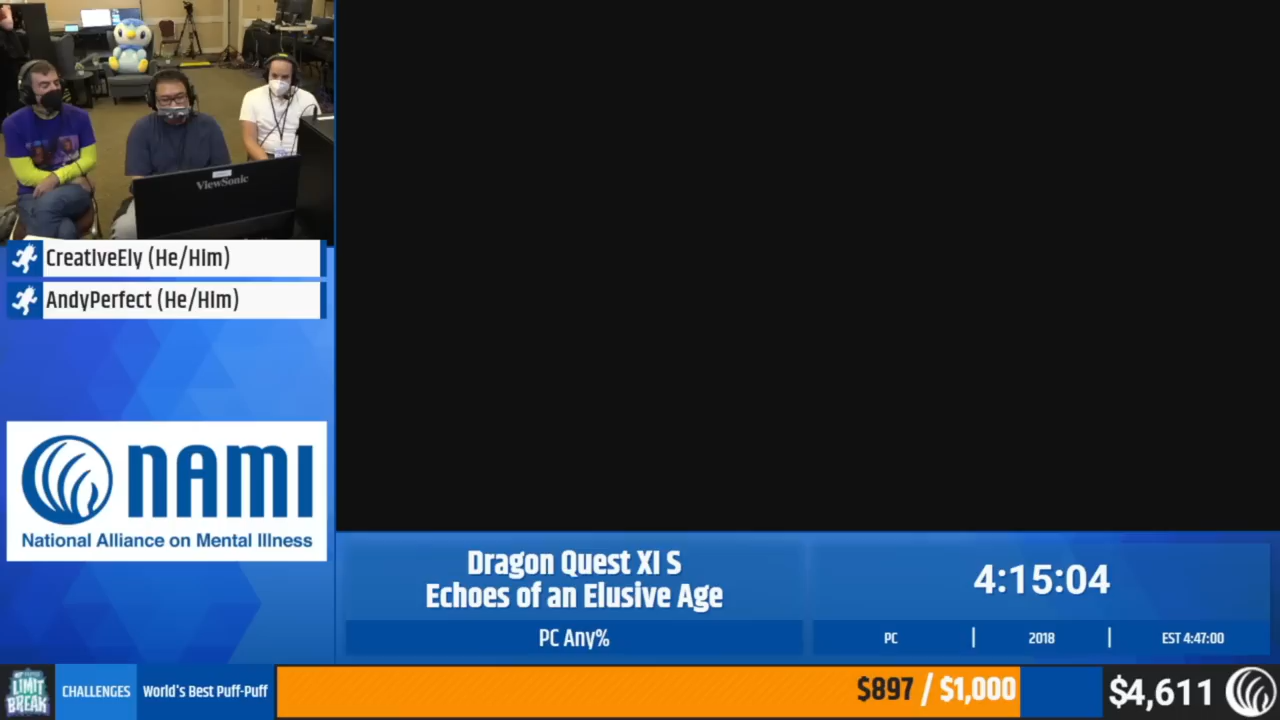 ViewSonic
CreatIveEly (He/HIm)
AndyPerfect (He/HIm)
NAMI
National Alliance on Mental Illness
Dragon Quest XI S
Echoes of an Elusive Age
PC Any%
4:15:04
PC | 2018 | EST 4:47:00
LIMIT
BREAK
CHALLENGES World's Best Puff-Puff $897 / $1,000 $4,611